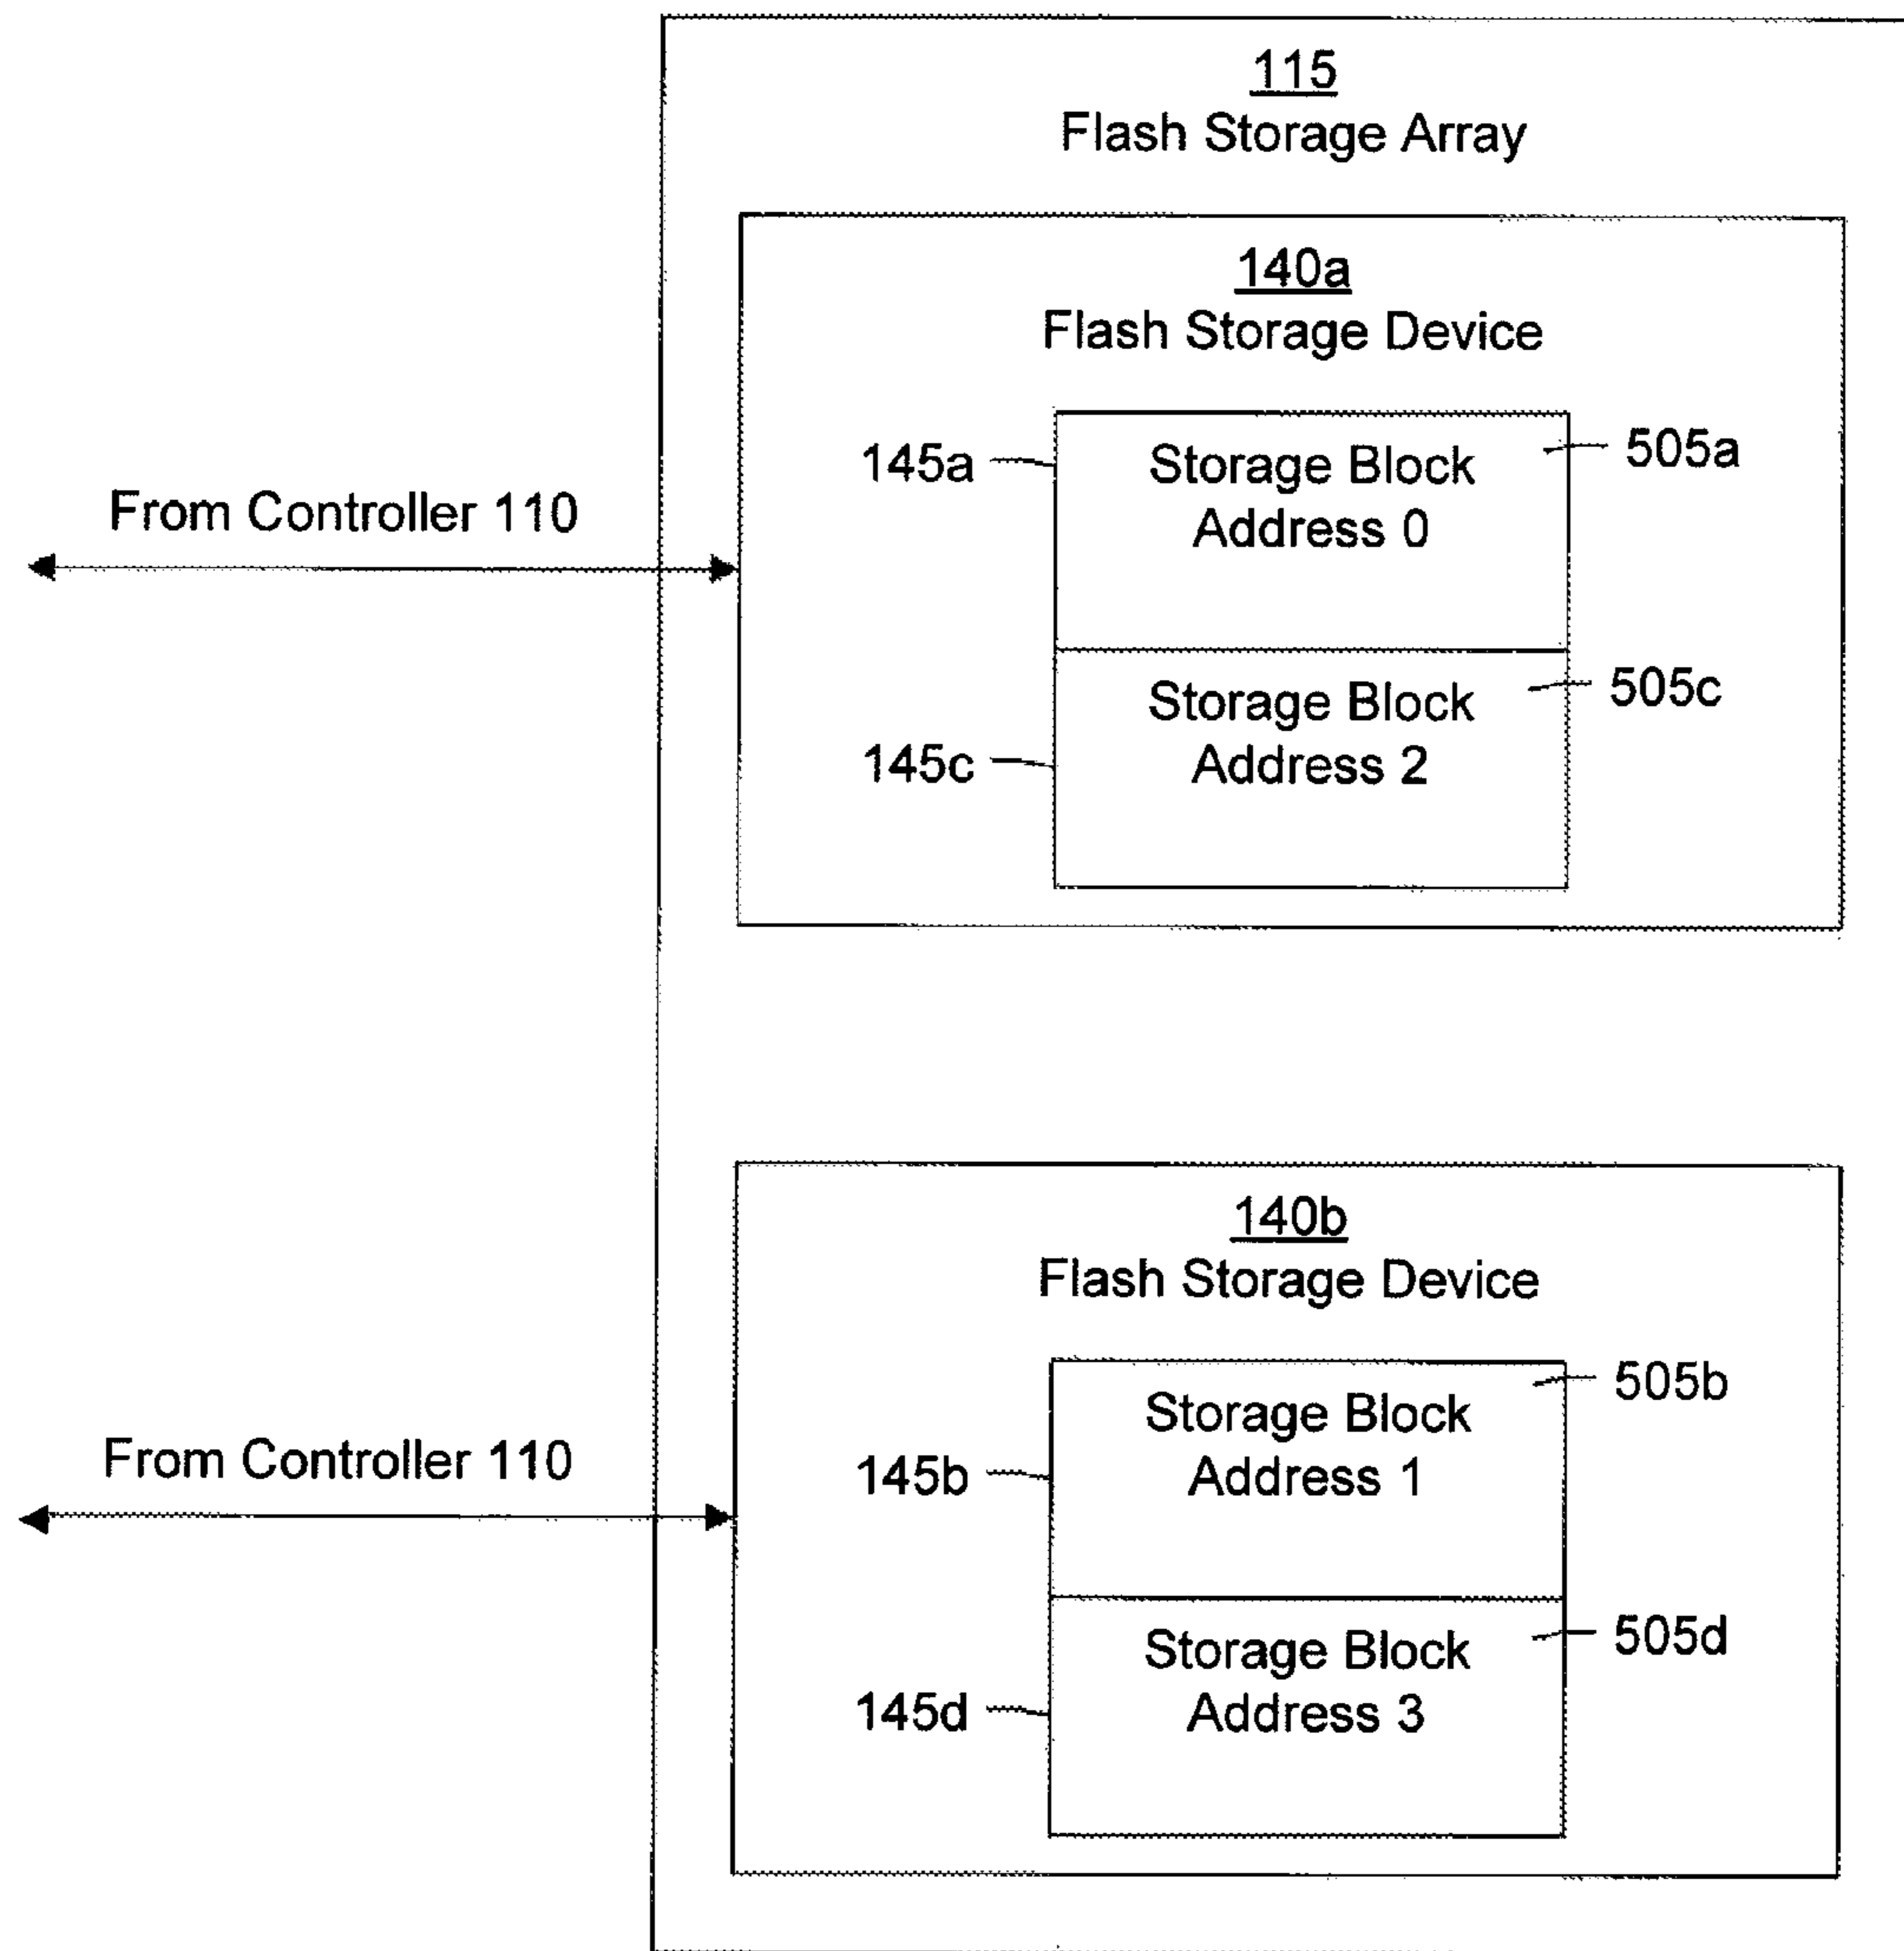 115
Flash Storage Array
140a
Flash Storage Device
145a
Storage Block
Address 0
505a
From Controller 110
145c
Storage Block
Address 2
505c
140b
Flash Storage Device
145b
Storage Block
Address 1
505b
From Controller 110
145d
Storage Block
Address 3
505d